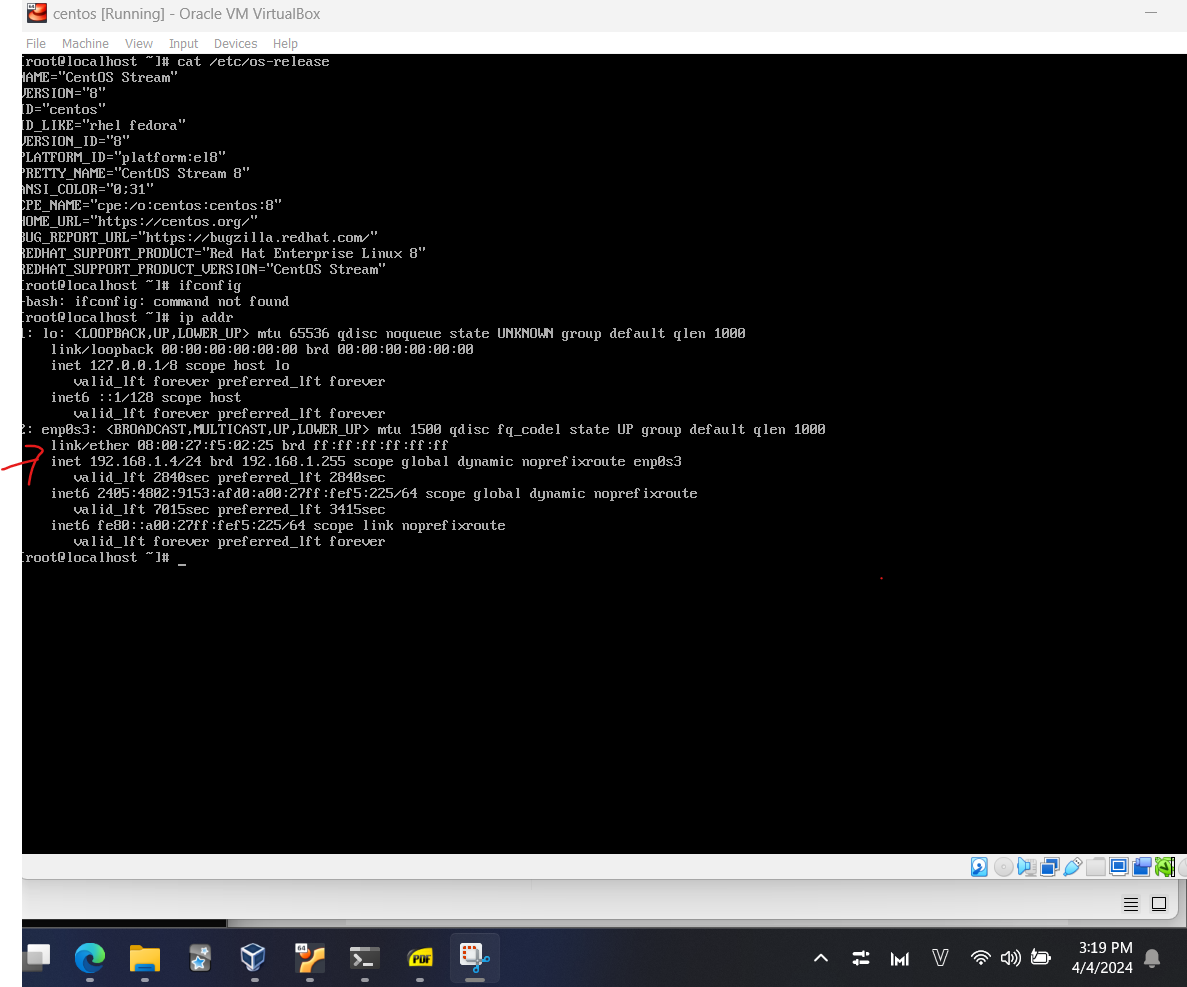 centos [Running] - Oracle VM VirtualBox
File Machine View Input Devices Help
[root@localhost ~]# cat /etc/os-release
NAME="CentOS Stream"
VERSION="8"
ID="centos"
ID_LIKE="rhel fedora"
VERSION_ID="8"
PLATFORM_ID="platform:el8"
PRETTY_NAME="CentOS Stream 8"
ANSI_COLOR="0;31"
CPE_NAME="cpe:/o:centos:centos:8"
HOME_URL="https://centos.org/"
BUG_REPORT_URL="https://bugzilla.redhat.com/"
REDHAT_SUPPORT_PRODUCT="Red Hat Enterprise Linux 8"
REDHAT_SUPPORT_PRODUCT_VERSION="CentOS Stream"
[root@localhost ~]# ifconfig
-bash: ifconfig: command not found
[root@localhost ~]# ip addr
1: lo: <LOOPBACK,UP,LOWER_UP> mtu 65536 qdisc noqueue state UNKNOWN group default qlen 1000
link/loopback 00:00:00:00:00:00 brd 00:00:00:00:00:00
inet 127.0.0.1/8 scope host lo
valid_lft forever preferred_lft forever
inet6 ::1/128 scope host
valid_lft forever preferred_lft forever
2: enp0s3: <BROADCAST,MULTICAST,UP,LOWER_UP> mtu 1500 qdisc fq_codel state UP group default qlen 1000
link/ether 08:00:27:f5:02:25 brd ff:ff:ff:ff:ff:ff
inet 192.168.1.4/24 brd 192.168.1.255 scope global dynamic noprefixroute enp0s3
valid_lft 2840sec preferred_lft 2840sec
inet6 2405:4802:9153:afd0:a00:27ff:fef5:225/64 scope global dynamic noprefixroute
valid_lft 7015sec preferred_lft 3415sec
inet6 fe80::a00:27ff:fef5:225/64 scope link noprefixroute
valid_lft forever preferred_lft forever
[root@localhost ~]# _
64
PDF
V
3:19 PM
4/4/2024